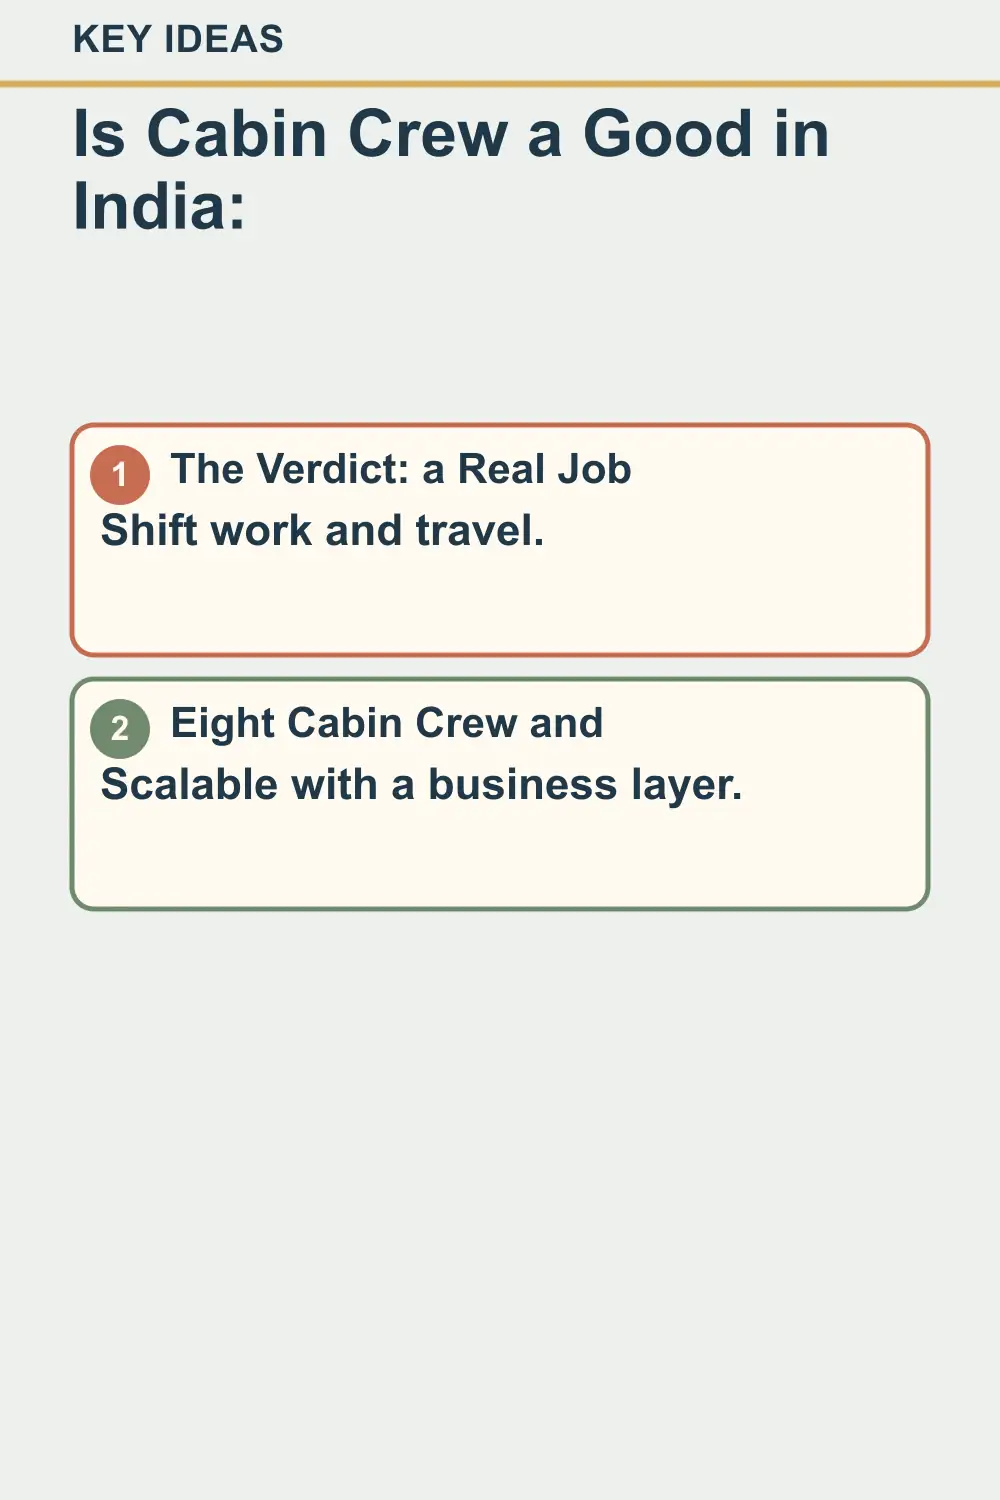 KEY IDEAS
Is Cabin Crew a Good in
India:
1 The Verdict: a Real Job
Shift work and travel.
2 Eight Cabin Crew and
Scalable with a business layer.